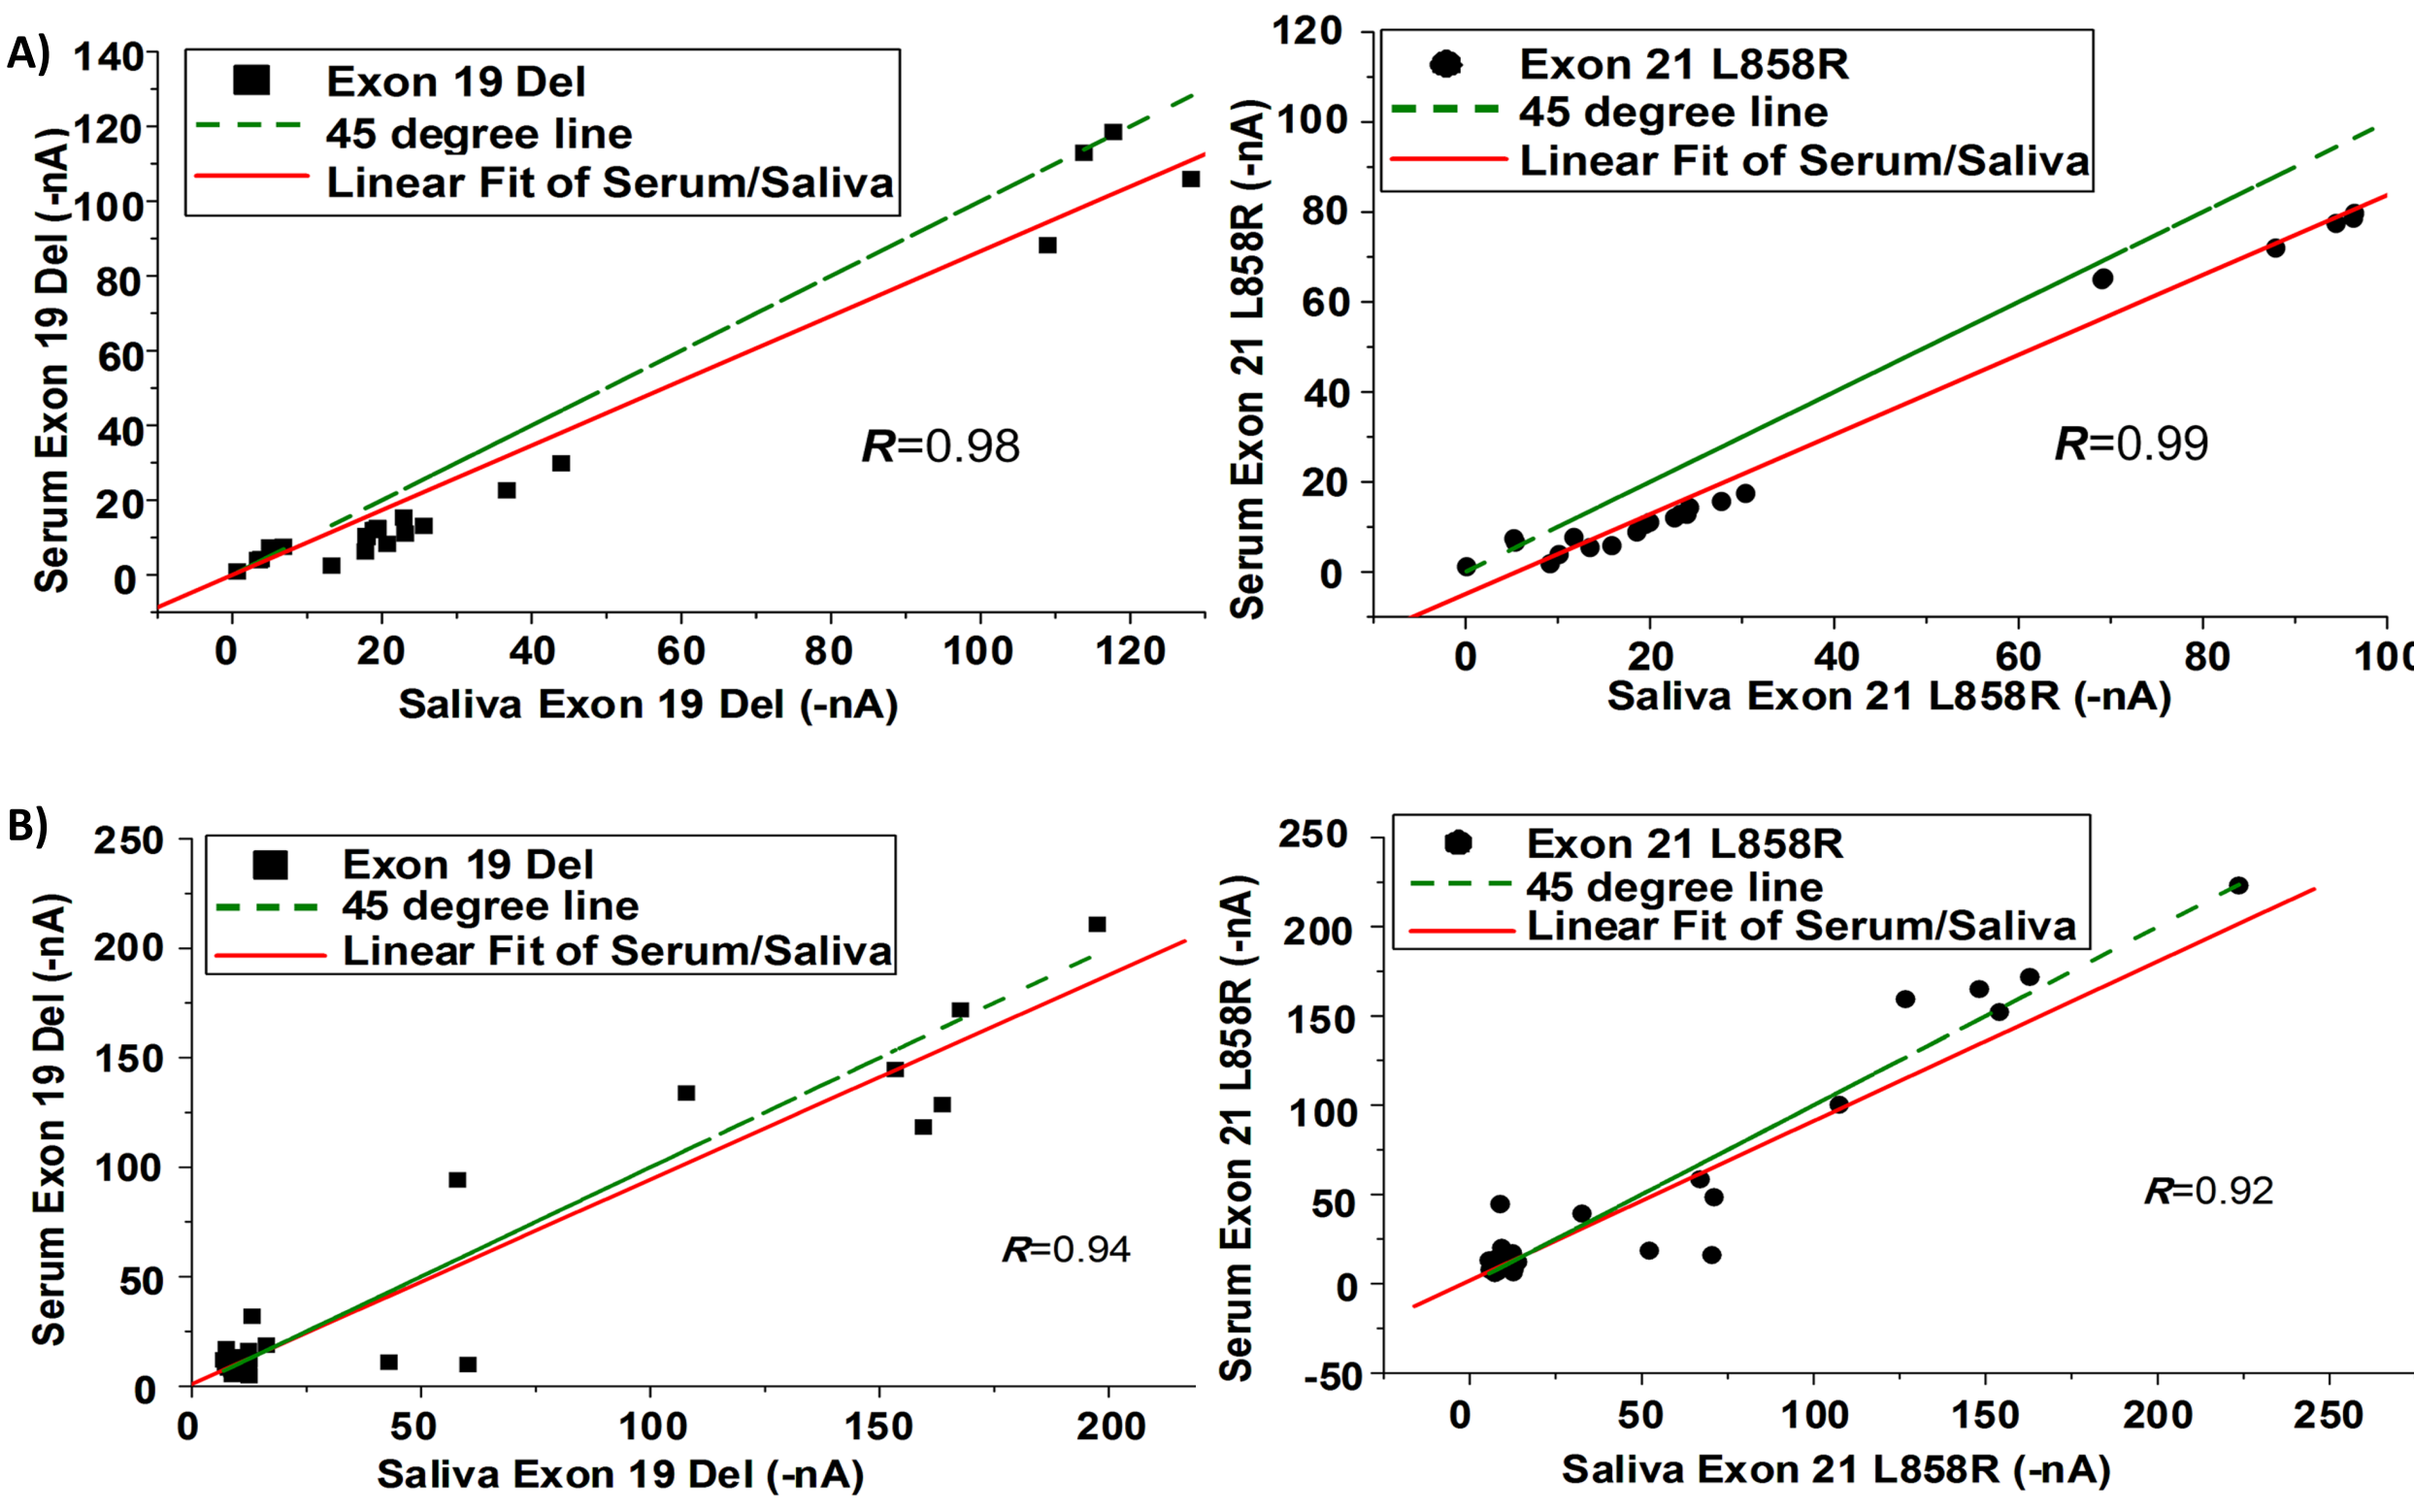 A)
Exon 19 Del
45 degree line
Linear Fit of Serum/Saliva
140
120
100
80
60
40
20
0
Serum Exon 19 Del (-nA)
R=0.98
0 20 40 60 80 100 120
Saliva Exon 19 Del (-nA)
Exon 21 L858R
45 degree line
Linear Fit of Serum/Saliva
120
100
80
60
40
20
0
Serum Exon 21 L858R (-nA)
R=0.99
0 20 40 60 80 100
Saliva Exon 21 L858R (-nA)
B)
Exon 19 Del
45 degree line
Linear Fit of Serum/Saliva
250
200
150
100
50
0
Serum Exon 19 Del (-nA)
R=0.94
0 50 100 150 200
Saliva Exon 19 Del (-nA)
Exon 21 L858R
45 degree line
Linear Fit of Serum/Saliva
250
200
150
100
50
0
-50
Serum Exon 21 L858R (-nA)
R=0.92
0 50 100 150 200 250
Saliva Exon 21 L858R (-nA)